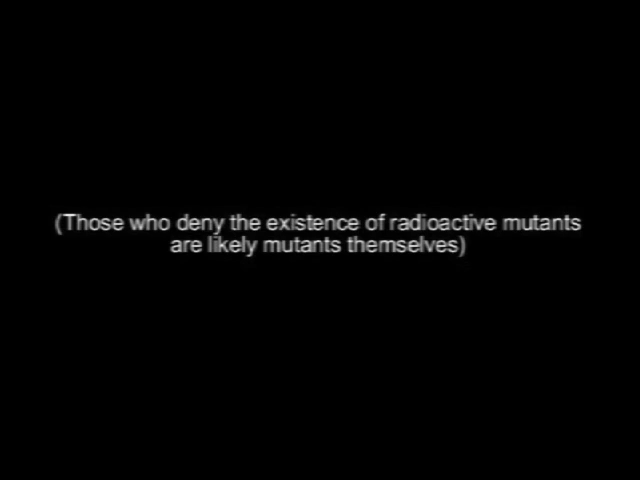 (Those who deny the existence of radioactive mutants
are likely mutants themselves)